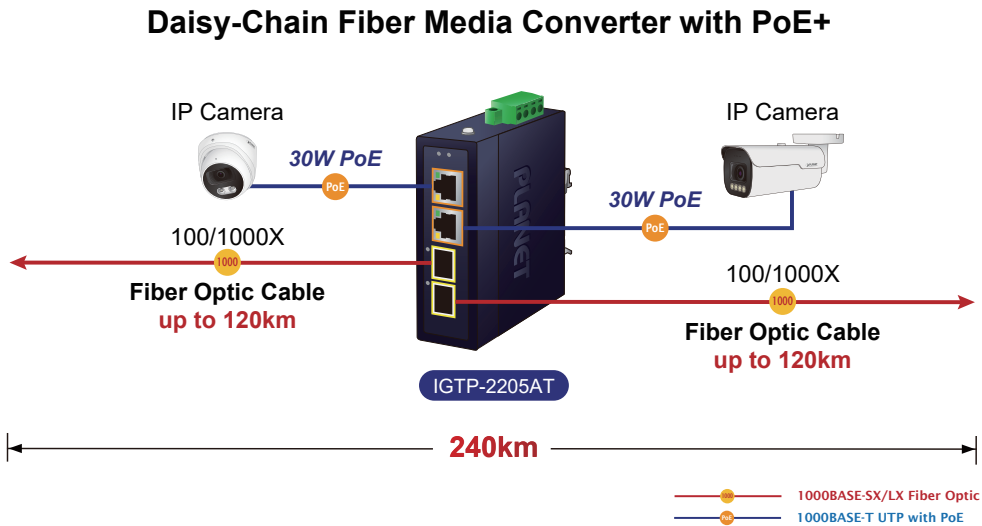 Daisy-Chain Fiber Media Converter with PoE+
IP Camera
IP Camera
30W PoE
PoE
30W PoE
PoE
PLANET
100/1000X
1000
Fiber Optic Cable
up to 120km
100/1000X
1000
Fiber Optic Cable
up to 120km
IGTP-2205AT
240km
1000
1000BASE-SX/LX Fiber Optic
PoE
1000BASE-T UTP with PoE